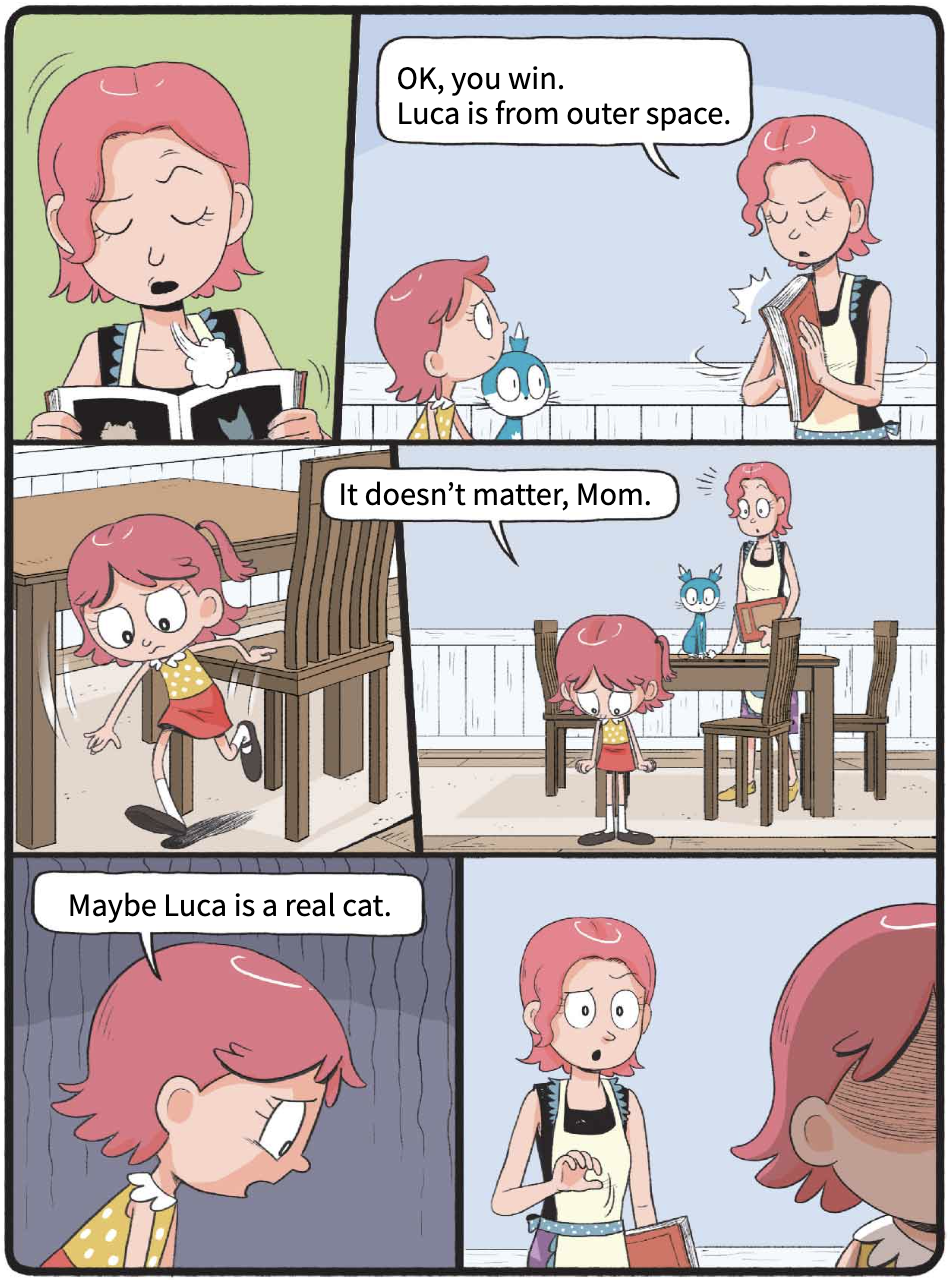 OK, you win.
Luca is from outer space.
It doesn't matter, Mom.
Maybe Luca is a real cat.